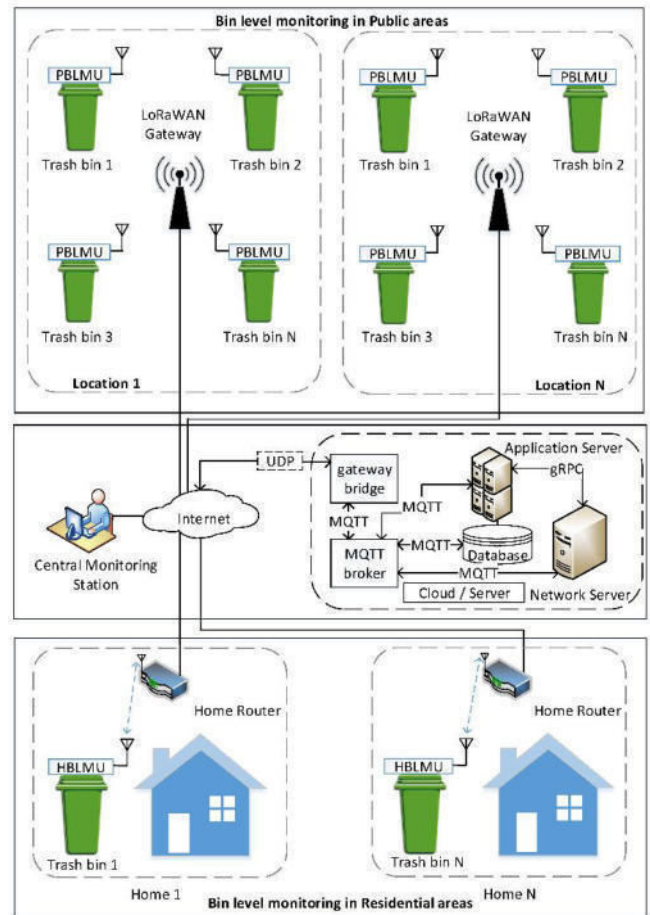 Bin level monitoring in Public areas
PBLMU
PBLMU
Trash bin 1
LoRaWAN
Gateway
Trash bin 2
PBLMU
PBLMU
Trash bin 3
Trash bin N
Location 1
PBLMU
PBLMU
Trash bin 1
LoRaWAN
Gateway
Trash bin 2
PBLMU
PBLMU
Trash bin 3
Trash bin N
Location N
Central Monitoring
Station
Internet
UDP
gateway
bridge
MQTT
MQTT
broker
MQTT
Application Server
gRPC
MQTT
Database
MQTT
Cloud / Server
Network Server
Home Router
HBLMU
Trash bin 1
Home 1
Home Router
HBLMU
Trash bin N
Home N
Bin level monitoring in Residential areas